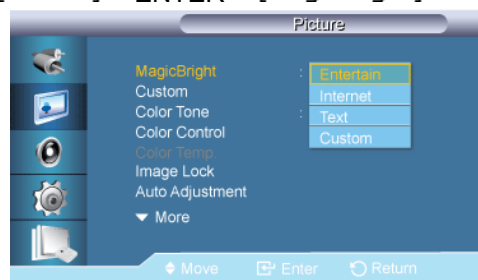 ENTER
Picture
MagicBright : Entertain
Custom Internet
Color Tone : Text
Color Control Custom
Color Temp.
Image Lock
Auto Adjustment
▼ More
Move Enter Return